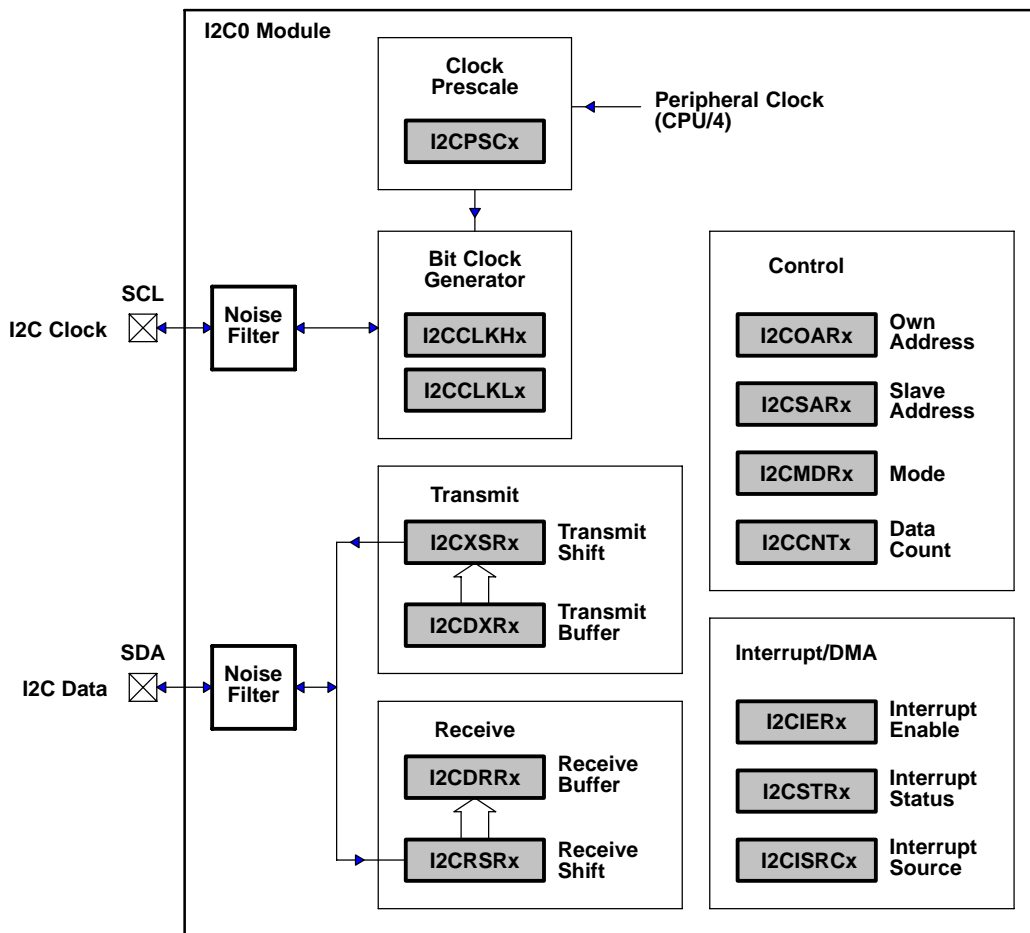 I2C0 Module
Clock
Prescale
I2CPSCx
Peripheral Clock
(CPU/4)
Bit Clock
Generator
I2CCLKHx
I2CCLKLx
SCL
I2C Clock
Noise
Filter
Control
I2COARx
Own
Address
I2CSARx
Slave
Address
I2CMDRx
Mode
I2CCNTx
Data
Count
Transmit
I2CXSRx
Transmit
Shift
I2CDXRx
Transmit
Buffer
SDA
I2C Data
Noise
Filter
Receive
I2CDRRx
Receive
Buffer
I2CRSRx
Receive
Shift
Interrupt/DMA
I2CIERx
Interrupt
Enable
I2CSTRx
Interrupt
Status
I2CISRCx
Interrupt
Source